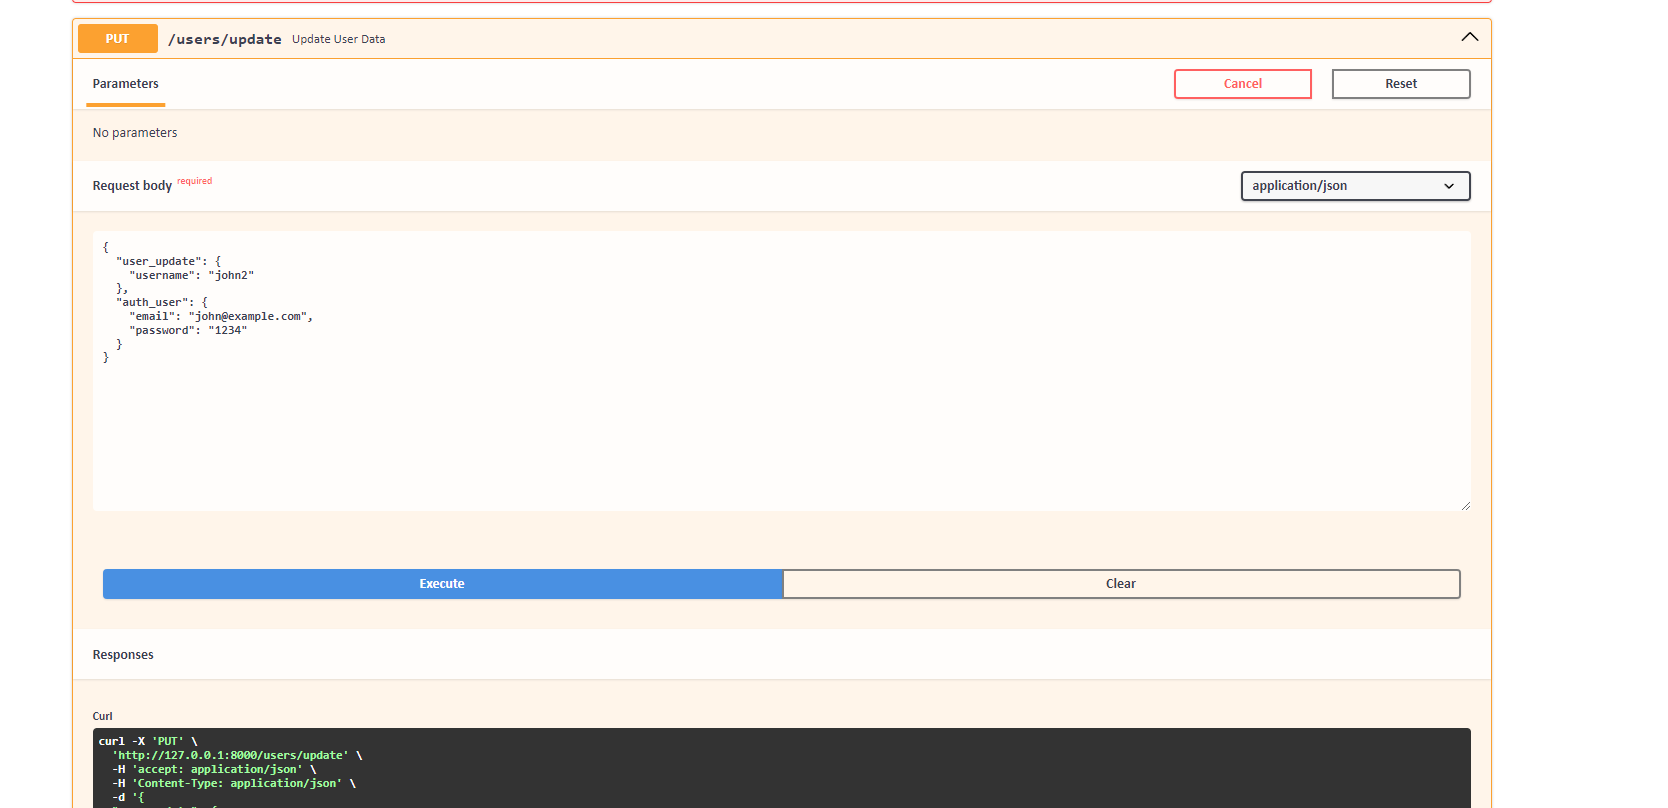 PUT /users/update Update User Data
Parameters
Cancel
Reset
No parameters
Request body required
application/json
{
  "user_update": {
    "username": "john2"
  },
  "auth_user": {
    "email": "john@example.com",
    "password": "1234"
  }
}
Execute
Clear
Responses
Curl
curl -X 'PUT' \
  'http://127.0.0.1:8000/users/update' \
  -H 'accept: application/json' \
  -H 'Content-Type: application/json' \
  -d '{